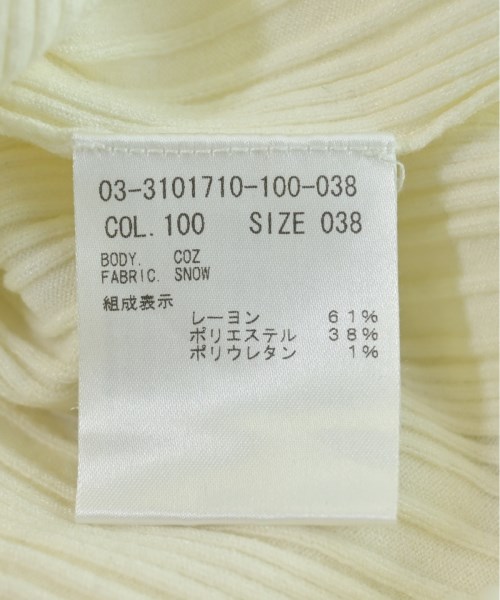 03-3101710-100-038
COL.100 SIZE 038
BODY. COZ
FABRIC. SNOW
組成表示
レーヨン 61%
ポリエステル 38%
ポリウレタン 1%